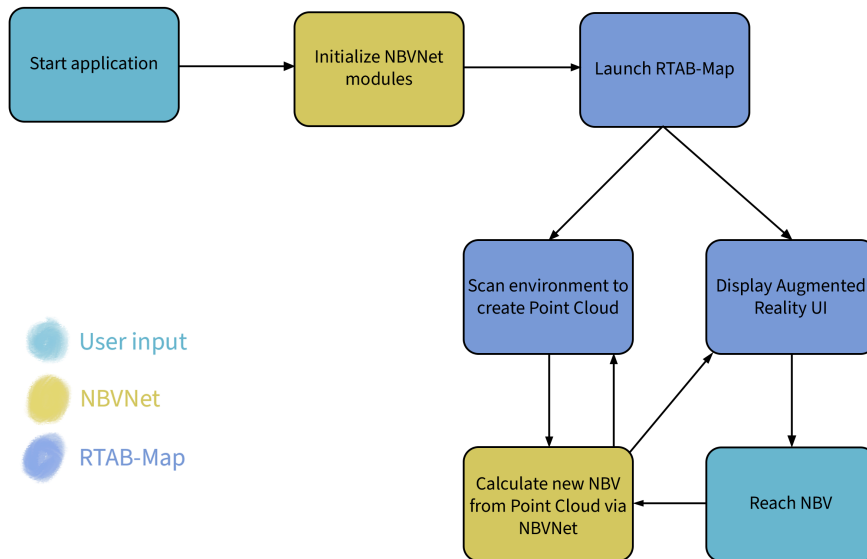 Start application
Initialize NBVNet
modules
Launch RTAB-Map
Scan environment to
create Point Cloud
Display Augmented
Reality UI
User input
NBVNet
RTAB-Map
Calculate new NBV
from Point Cloud via
NBVNet
Reach NBV